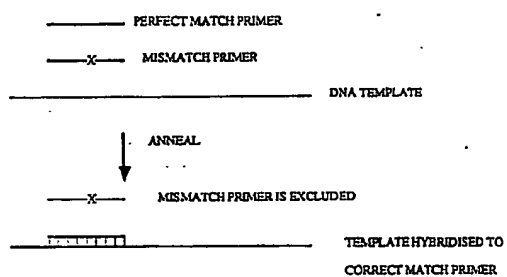 PERFECT MATCH PRIMER
X MISMATCH PRIMER
DNA TEMPLATE
ANNEAL
X MISMATCH PRIMER IS EXCLUDED
TEMPLATE HYBRIDISED TO
CORRECT MATCH PRIMER